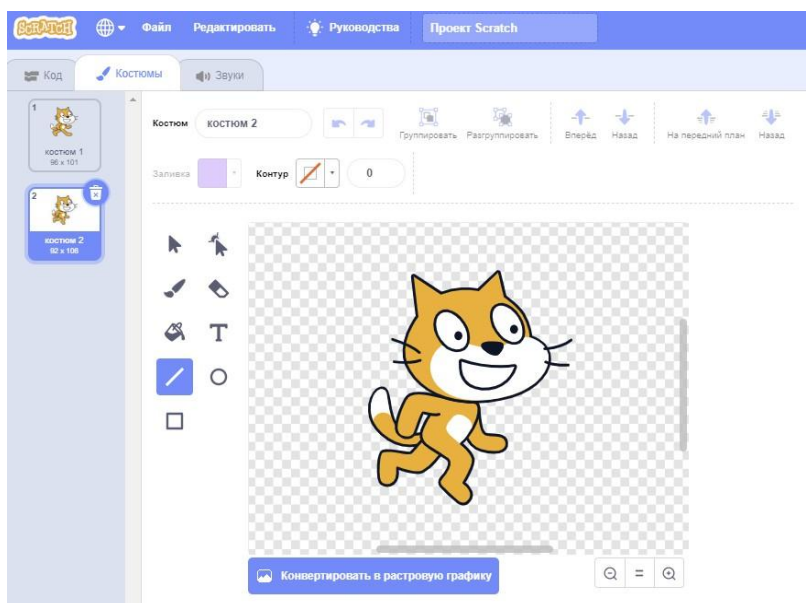 SCRATCH Файл Редактировать Руководства Проект Scratch
Код Костюмы Звуки
1
костюм 1
96 x 101
2
костюм 2
92 x 106
Костюм костюм 2 Группировать Разгруппировать Вперёд Назад На передний план Назад
Заливка Контур 0
T
Конвертировать в растровую графику